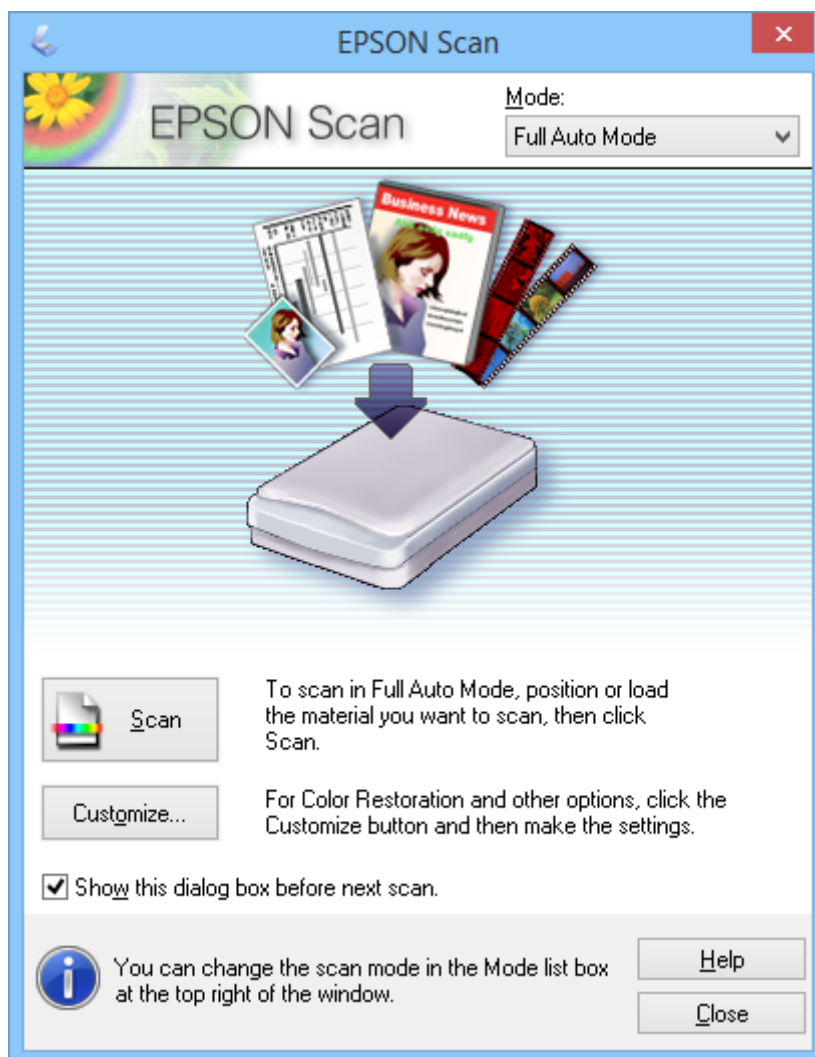 EPSON Scan
EPSON Scan
Mode:
Full Auto Mode
Business News
Scan
To scan in Full Auto Mode, position or load
the material you want to scan, then click
Scan.
Customize...
For Color Restoration and other options, click the
Customize button and then make the settings.
Show this dialog box before next scan.
You can change the scan mode in the Mode list box
at the top right of the window.
Help
Close